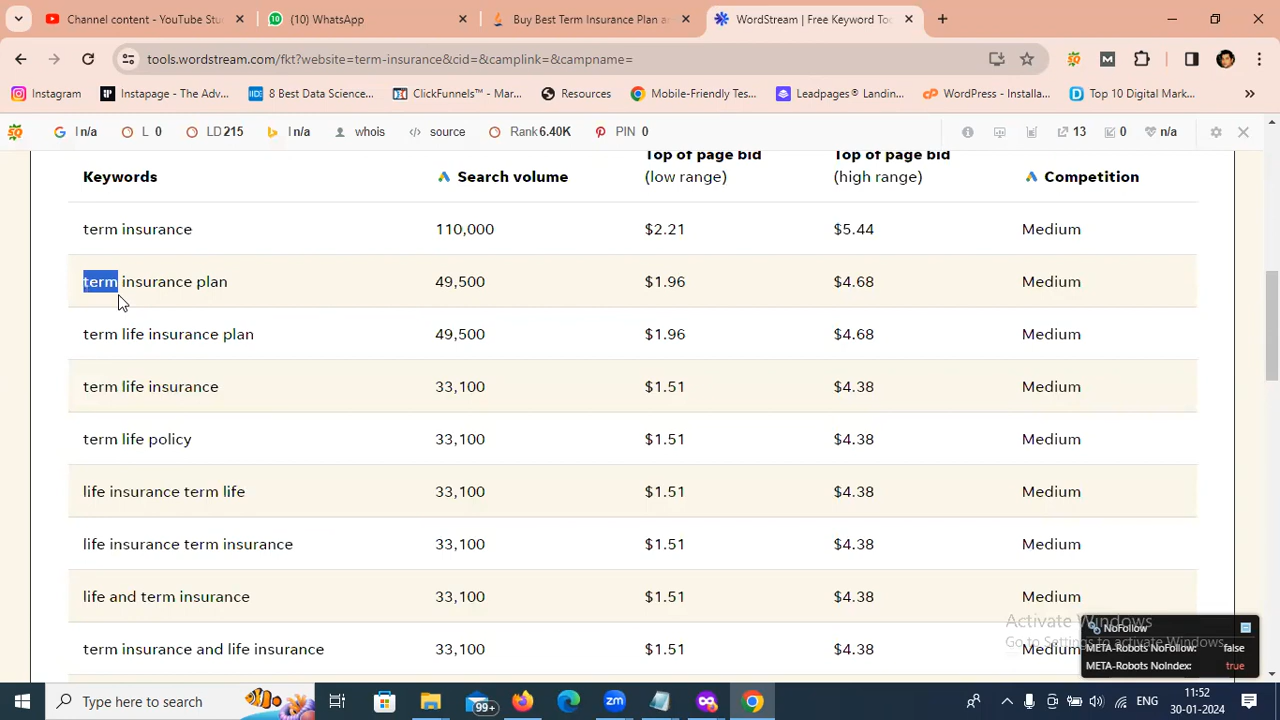 Channel content - YouTube Stu
(10) WhatsApp
Buy Best Term Insurance Plan a
WordStream | Free Keyword Too
tools.wordstream.com/fkt?website=term-insurance&cid=&camplink=&campname=
Instagram
Instapage - The Adv...
8 Best Data Science...
ClickFunnels™ - Mar...
Resources
Mobile-Friendly Tes...
Leadpages® Landin...
WordPress - Installa...
Top 10 Digital Mark...
I n/a L 0 LD 215 I n/a whois source Rank 6.40K PIN 0 13 0 n/a
Keywords Search volume Top of page bid (low range) Top of page bid (high range) Competition
term insurance 110,000 $2.21 $5.44 Medium
term insurance plan 49,500 $1.96 $4.68 Medium
term life insurance plan 49,500 $1.96 $4.68 Medium
term life insurance 33,100 $1.51 $4.38 Medium
term life policy 33,100 $1.51 $4.38 Medium
life insurance term life 33,100 $1.51 $4.38 Medium
life insurance term insurance 33,100 $1.51 $4.38 Medium
life and term insurance 33,100 $1.51 $4.38 Medium
term insurance and life insurance 33,100 $1.51 $4.38 Medium
Activate Windows
Go to Settings to activate Windows.
NoFollow
META-Robots NoFollow: false
META-Robots NoIndex: true
Type here to search
99+
ENG
11:52
30-01-2024